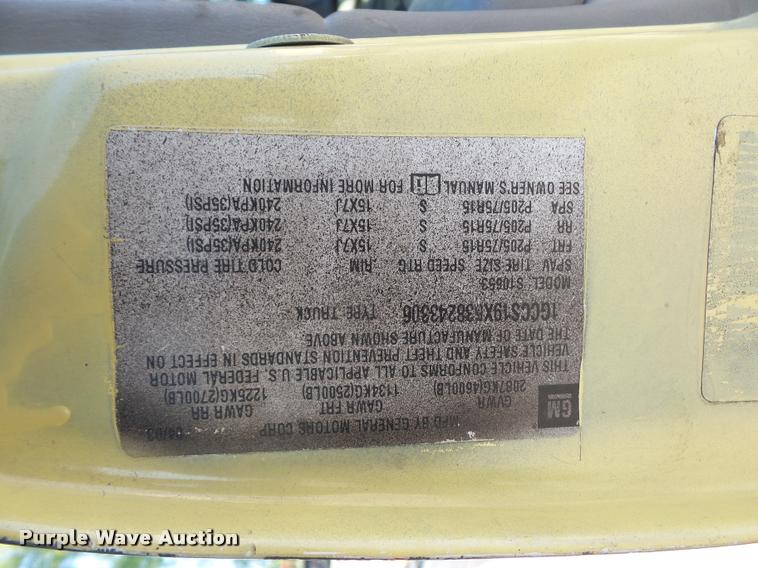 MFD BY GENERAL MOTORS CORP
GVWR GAWR FRT GAWR RR
2087KG(4600LB) 1134KG(2500LB) 1225KG(2700LB)
THIS VEHICLE CONFORMS TO ALL APPLICABLE U.S. FEDERAL MOTOR
VEHICLE SAFETY AND THEFT PREVENTION STANDARDS IN EFFECT ON
THE DATE OF MANUFACTURE SHOWN ABOVE.
TYPE: TRUCK
MODEL: S10653
SPAV TIRE SIZE SPEED RTG RIM COLD TIRE PRESSURE
FRT P205/75R15 S 15X7J 240KPA(35PSI)
RR P205/75R15 S 15X7J 240KPA(35PSI)
SPA P205/75R15 S 15X7J 240KPA(35PSI)
SEE OWNER'S MANUAL FOR MORE INFORMATION
GM
Purple Wave Auction